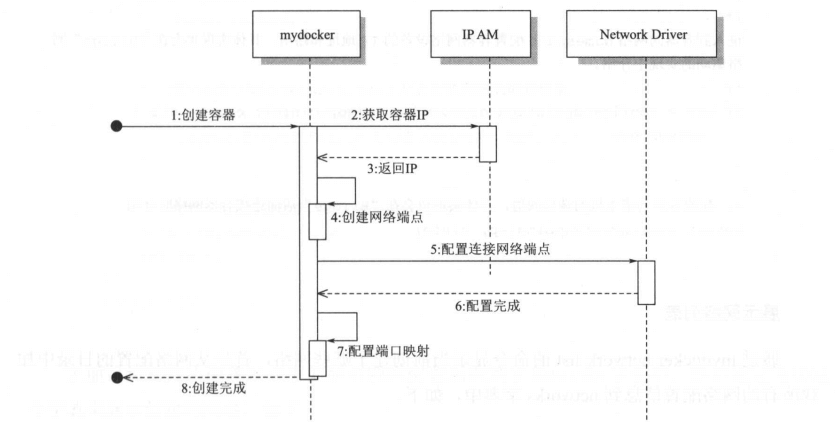 mydocker
IP AM
Network Driver
1:创建容器
2:获取容器IP
3:返回IP
4:创建网络端点
5:配置连接网络端点
6:配置完成
7:配置端口映射
8:创建完成